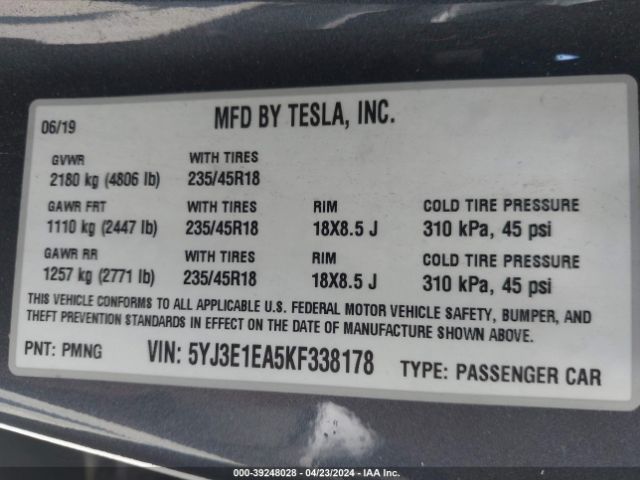 06/19 MFD BY TESLA, INC.
GVWR WITH TIRES
2180 kg (4806 lb) 235/45R18
GAWR FRT WITH TIRES RIM COLD TIRE PRESSURE
1110 kg (2447 lb) 235/45R18 18X8.5 J 310 kPa, 45 psi
GAWR RR WITH TIRES RIM COLD TIRE PRESSURE
1257 kg (2771 lb) 235/45R18 18X8.5 J 310 kPa, 45 psi
THIS VEHICLE CONFORMS TO ALL APPLICABLE U.S. FEDERAL MOTOR VEHICLE SAFETY, BUMPER, AND
THEFT PREVENTION STANDARDS IN EFFECT ON THE DATE OF MANUFACTURE SHOWN ABOVE.
PNT: PMNG VIN: 5YJ3E1EA5KF338178 TYPE: PASSENGER CAR
000-39248028 - 04/23/2024 - IAA Inc.